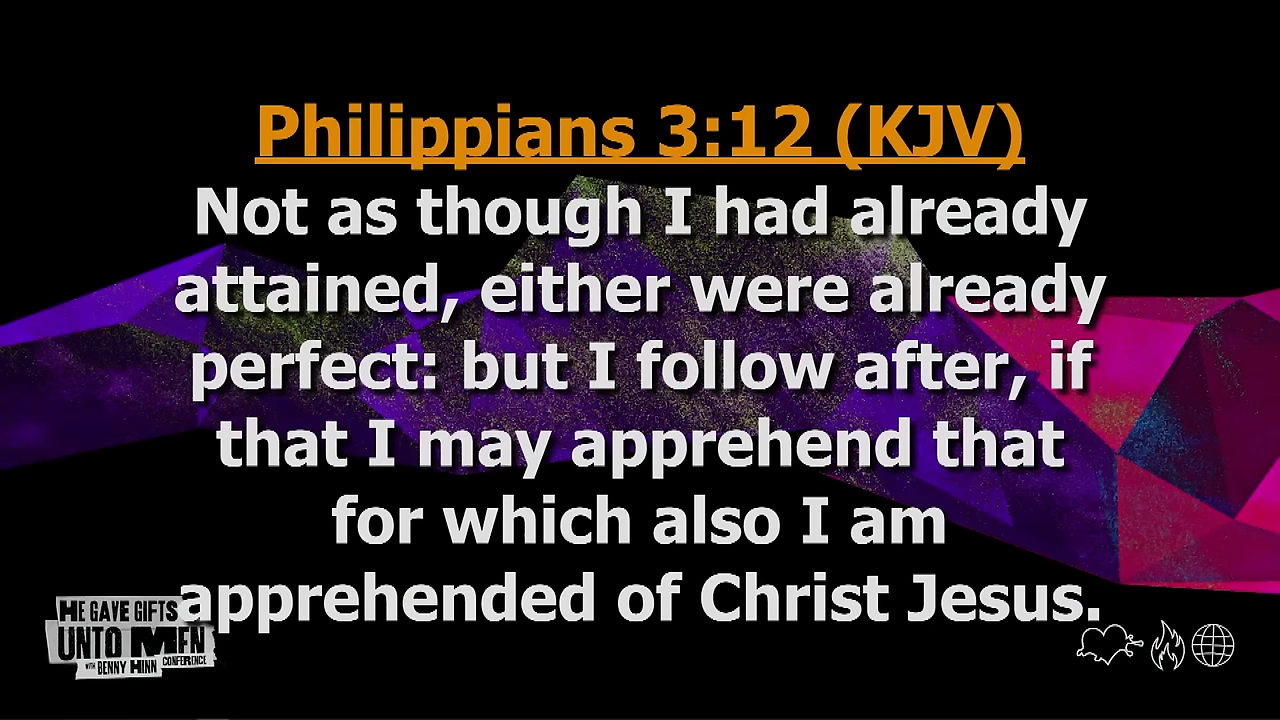 Philippians 3:12 (KJV)
Not as though I had already
attained, either were already
perfect: but I follow after, if
that I may apprehend that
for which also I am
apprehended of Christ Jesus.
HE GAVE GIFTS
UNTO MEN
WITH BENNY HINN CONFERENCE